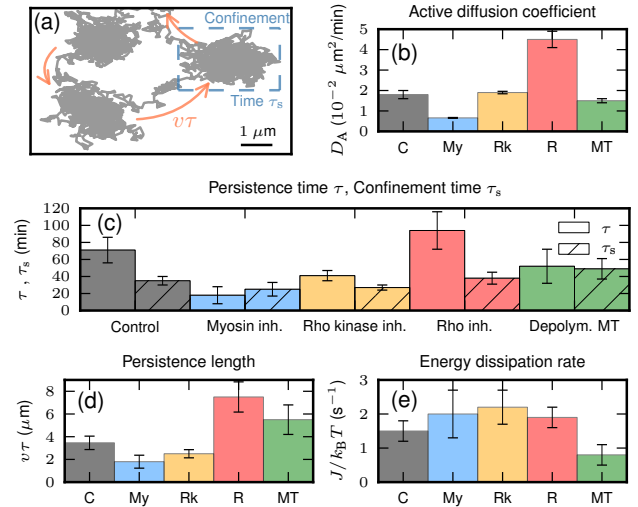 (a)
Confinement
Time τs
vτ
1 μm
Active diffusion coefficient
(b)
D_A (10⁻² μm²/min)
5
4
3
2
1
0
C My Rk R MT
Persistence time τ, Confinement time τs
(c)
τ, τs (min)
120
100
80
60
40
20
0
τ
τs
Control Myosin inh. Rho kinase inh. Rho inh. Depolym. MT
Persistence length
(d)
vτ (μm)
8
6
4
2
0
C My Rk R MT
Energy dissipation rate
(e)
J/k_B T (s⁻¹)
3
2
1
0
C My Rk R MT